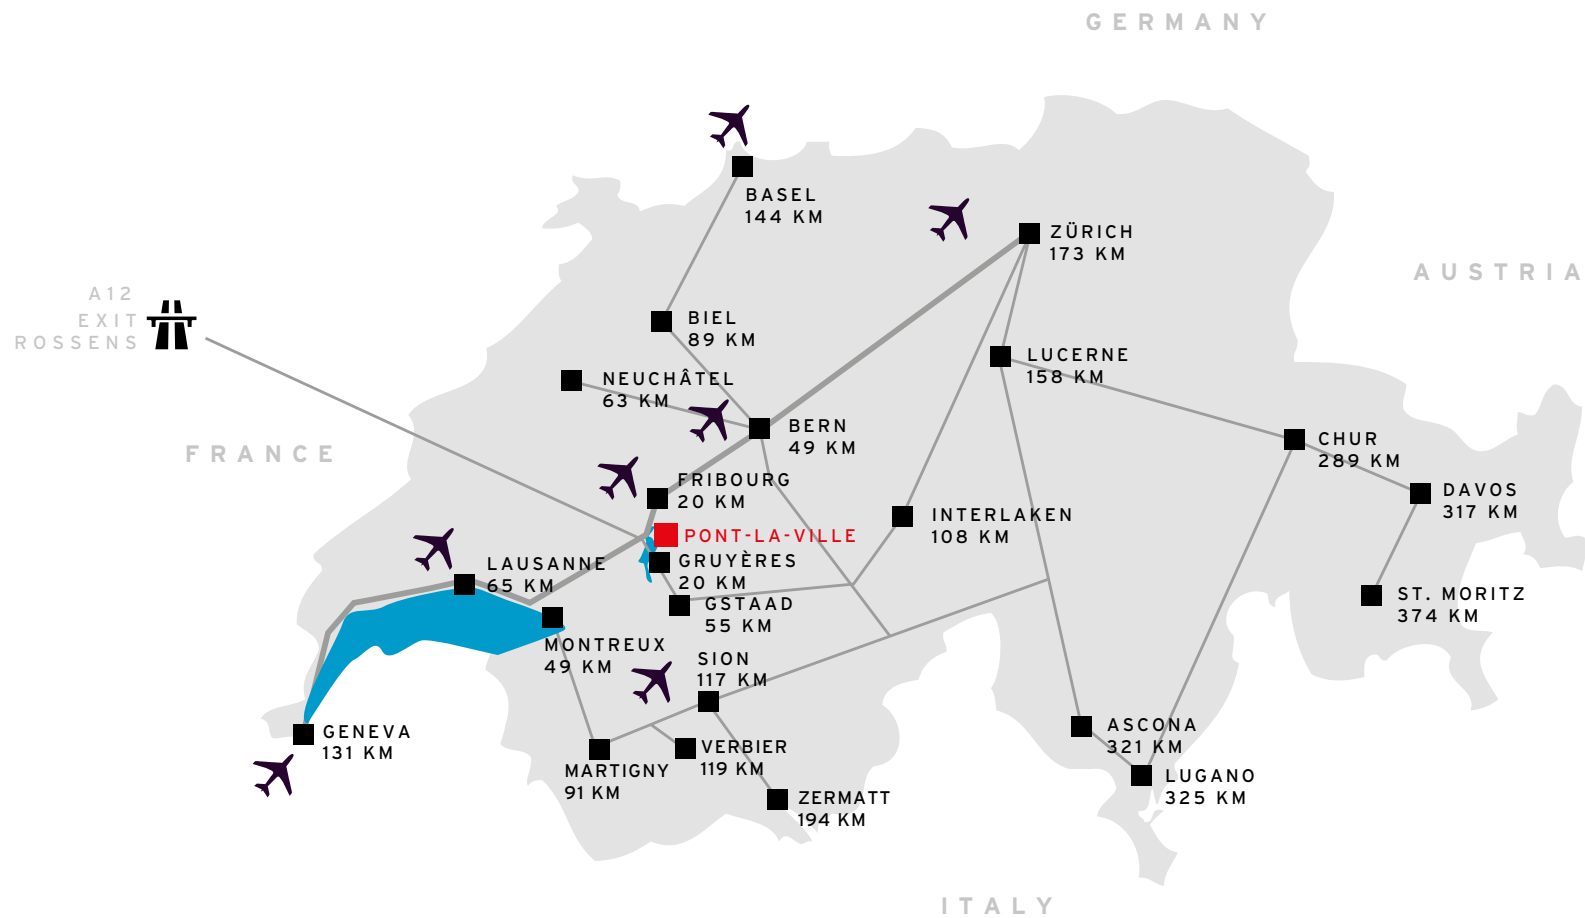 GERMANY
BASEL
144 KM
ZÜRICH
173 KM
AUSTRIA
A12
EXIT
ROSSENS
BIEL
89 KM
LUCERNE
158 KM
NEUCHÂTEL
63 KM
BERN
49 KM
CHUR
289 KM
FRANCE
FRIBOURG
20 KM
DAVOS
317 KM
INTERLAKEN
108 KM
PONT-LA-VILLE
LAUSANNE
65 KM
GRUYÈRES
20 KM
GSTAAD
55 KM
ST. MORITZ
374 KM
MONTREUX
49 KM
SION
117 KM
GENEVA
131 KM
ASCONA
321 KM
VERBIER
119 KM
MARTIGNY
91 KM
LUGANO
325 KM
ZERMATT
194 KM
ITALY